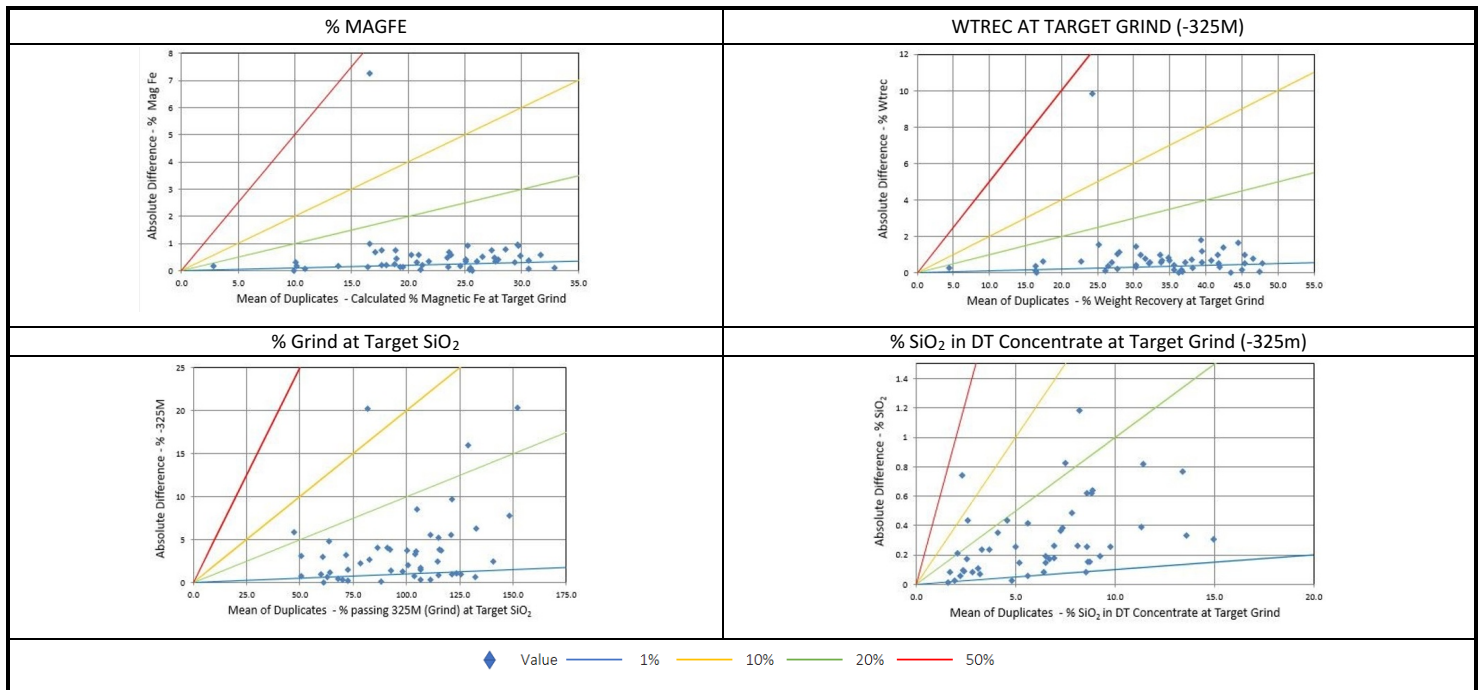 % MAGFE
WTREC AT TARGET GRIND (-325M)
8
7
6
5
4
3
2
1
0
Absolute Difference - % Mag Fe
0.0 5.0 10.0 15.0 20.0 25.0 30.0 35.0
Mean of Duplicates - Calculated % Magnetic Fe at Target Grind
12
10
8
6
4
2
0
Absolute Difference - % Wtrec
0.0 5.0 10.0 15.0 20.0 25.0 30.0 35.0 40.0 45.0 50.0 55.0
Mean of Duplicates - % Weight Recovery at Target Grind
% Grind at Target SiO₂
% SiO₂ in DT Concentrate at Target Grind (-325m)
25
20
15
10
5
0
Absolute Difference - % -325M
0.0 25.0 50.0 75.0 100.0 125.0 150.0 175.0
Mean of Duplicates - % passing 325M (Grind) at Target SiO₂
1.4
1.2
1
0.8
0.6
0.4
0.2
0
Absolute Difference - % SiO₂
0.0 5.0 10.0 15.0 20.0
Mean of Duplicates - % SiO₂ in DT Concentrate at Target Grind
Value 1% 10% 20% 50%